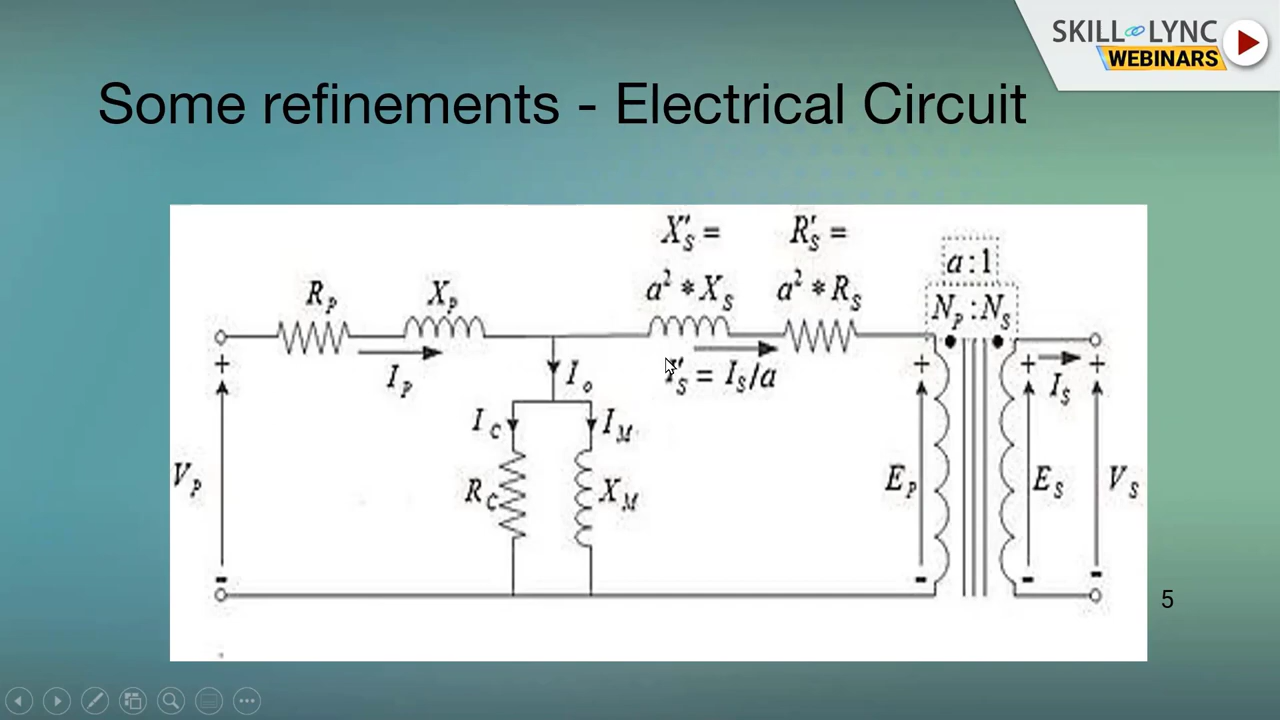 SKILL LYNC
WEBINARS
Some refinements - Electrical Circuit
X'S =
R'S =
a² * XS
a² * RS
a:1
NP : NS
RP
XP
IP
Io
I'S = IS/a
+
+
+
+
IS
IC
IM
VP
RC
XM
EP
ES
VS
-
-
-
-
5